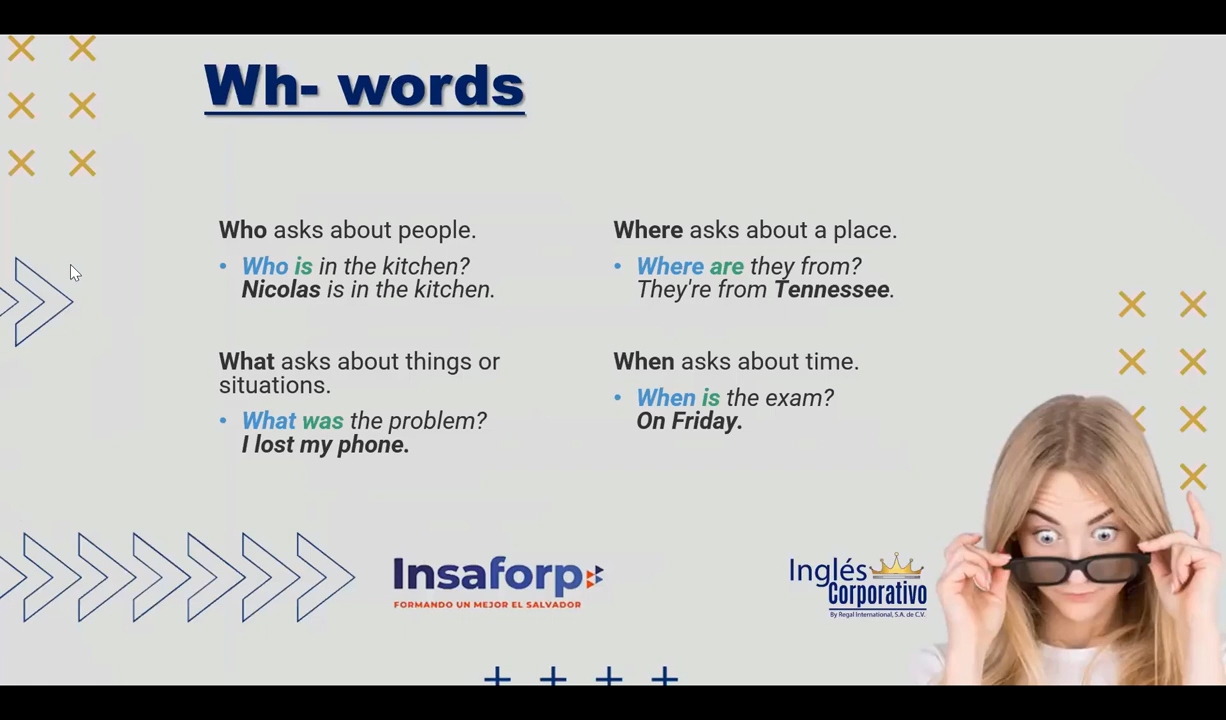 Wh- words
Who asks about people.
• Who is in the kitchen?
Nicolas is in the kitchen.
What asks about things or
situations.
• What was the problem?
I lost my phone.
Where asks about a place.
• Where are they from?
They're from Tennessee.
When asks about time.
• When is the exam?
On Friday.
Insaforp
FORMANDO UN MEJOR EL SALVADOR
Inglés
Corporativo
By Regal International, S.A. de C.V.